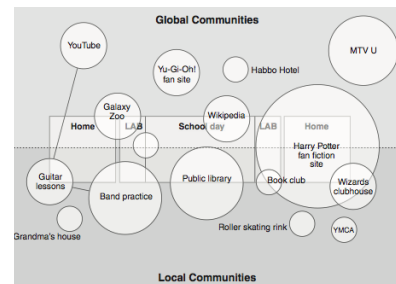 Global Communities
YouTube
MTV U
Yu-Gi-Oh!
fan site
Habbo Hotel
Galaxy
Zoo
Wikipedia
Home
LAB
School day
LAB
Home
Harry Potter
fan fiction
site
Guitar
lessons
Band practice
Public library
Book club
Wizards'
clubhouse
Grandma's house
Roller skating rink
YMCA
Local Communities